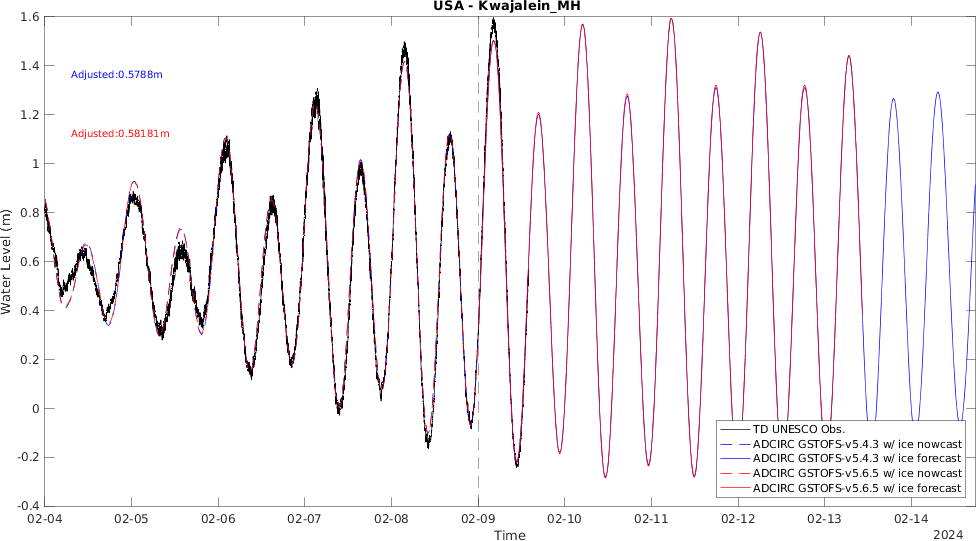 USA - Kwajalein_MH
Adjusted:0.5788m
Adjusted:0.58181m
Water Level (m)
1.6
1.4
1.2
1
0.8
0.6
0.4
0.2
0
-0.2
-0.4
TD UNESCO Obs.
ADCIRC GSTOFS-v5.4.3 w/ ice nowcast
ADCIRC GSTOFS-v5.4.3 w/ ice forecast
ADCIRC GSTOFS-v5.6.5 w/ ice nowcast
ADCIRC GSTOFS-v5.6.5 w/ ice forecast
02-04 02-05 02-06 02-07 02-08 02-09 02-10 02-11 02-12 02-13 02-14
Time
2024